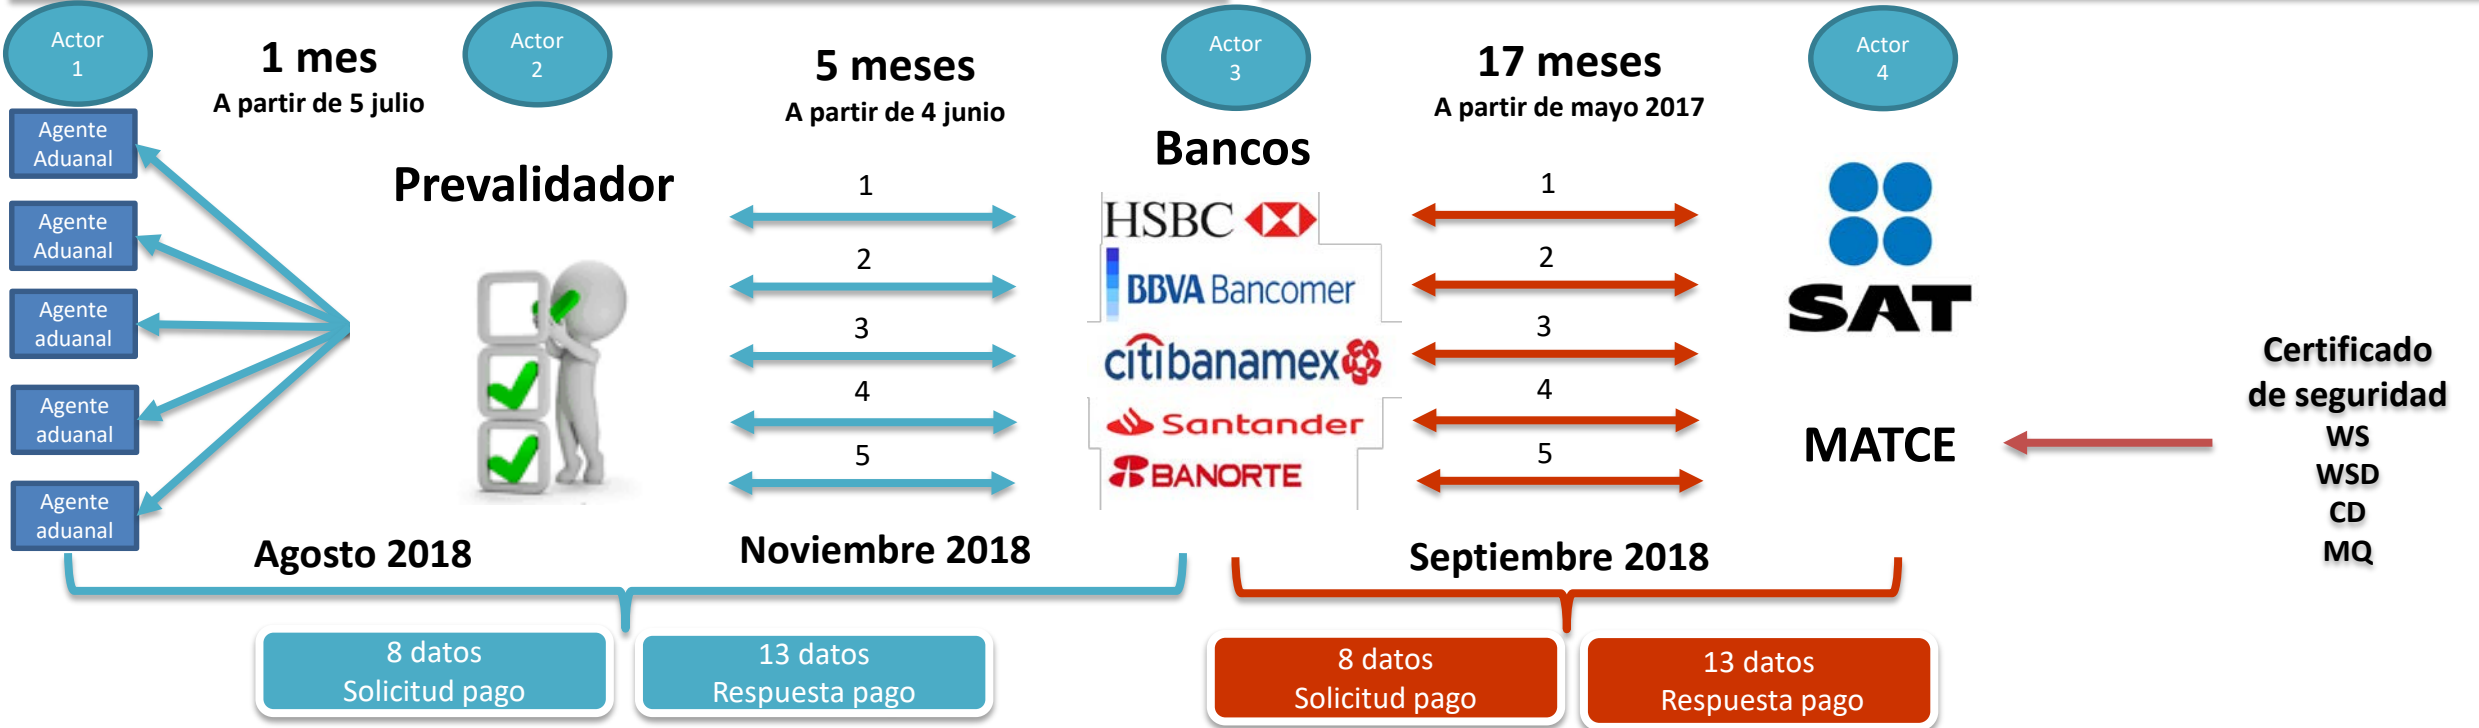 Actor
1
1 mes
A partir de 5 julio
Actor
2
5 meses
A partir de 4 junio
Actor
3
17 meses
A partir de mayo 2017
Actor
4
Agente
Aduanal
Agente
Aduanal
Agente
aduanal
Agente
aduanal
Agente
aduanal
Prevalidador
1
2
3
4
5
Bancos
HSBC
BBVA Bancomer
citibanamex
Santander
BANORTE
1
2
3
4
5
SAT
MATCE
Certificado
de seguridad
WS
WSD
CD
MQ
Agosto 2018
Noviembre 2018
Septiembre 2018
8 datos
Solicitud pago
13 datos
Respuesta pago
8 datos
Solicitud pago
13 datos
Respuesta pago